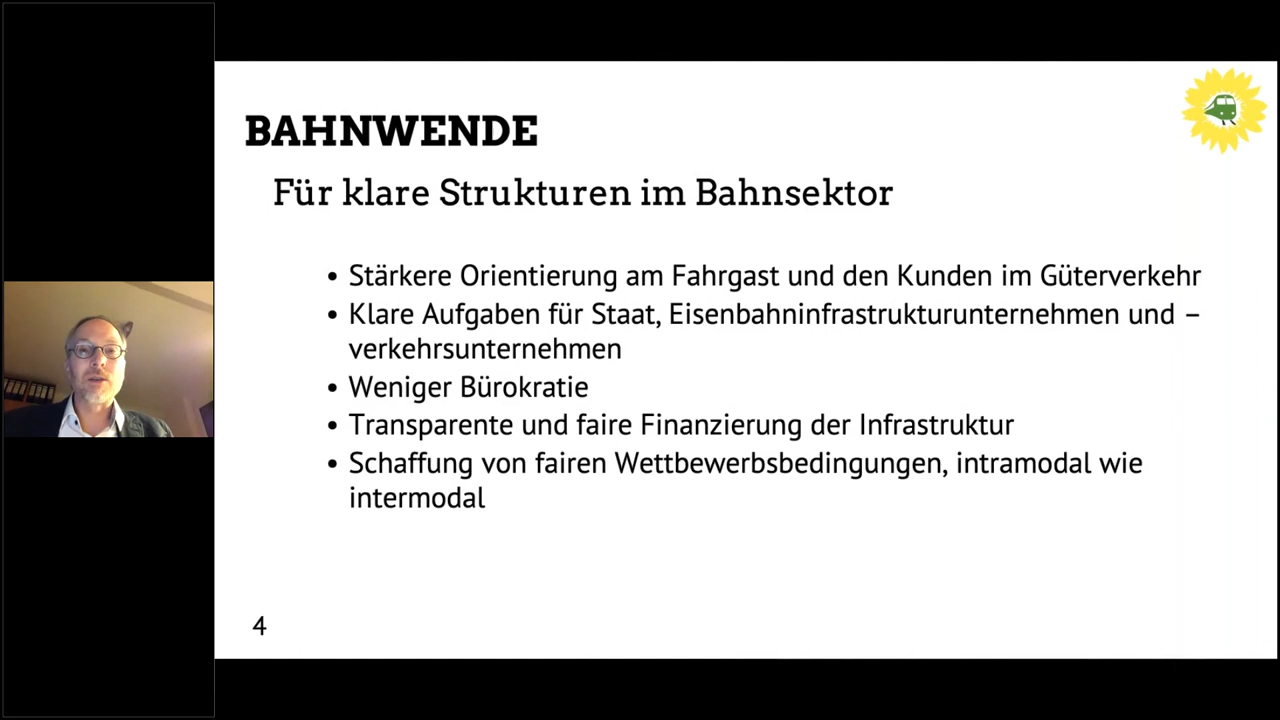 BAHNWENDE
Für klare Strukturen im Bahnsektor
• Stärkere Orientierung am Fahrgast und den Kunden im Güterverkehr
• Klare Aufgaben für Staat, Eisenbahninfrastrukturunternehmen und –
verkehrsunternehmen
• Weniger Bürokratie
• Transparente und faire Finanzierung der Infrastruktur
• Schaffung von fairen Wettbewerbsbedingungen, intramodal wie
intermodal
4